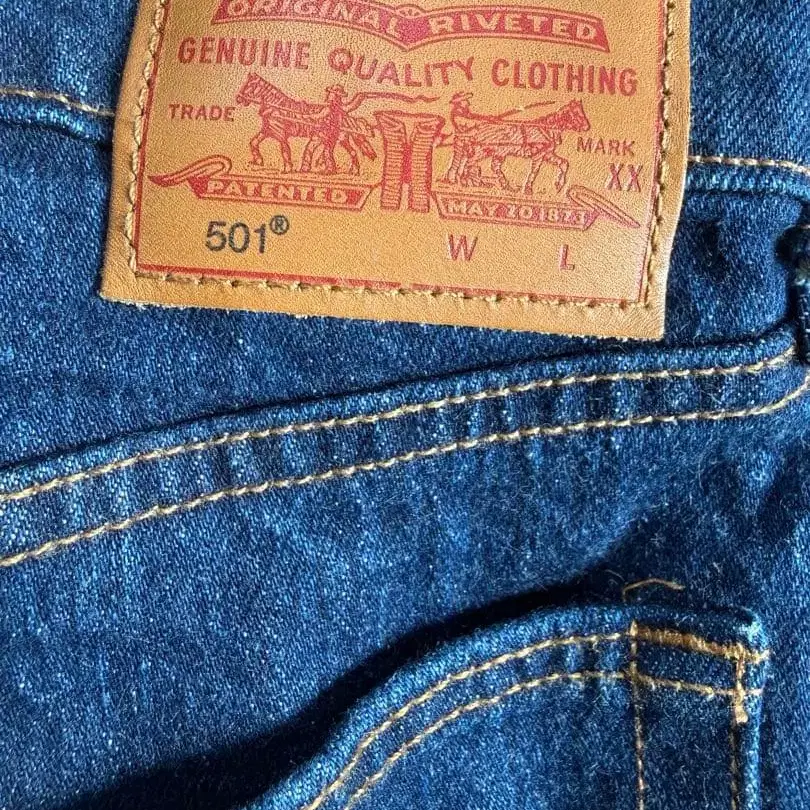 ORIGINAL RIVETED
GENUINE QUALITY CLOTHING
TRADE MARK
XX
PATENTED MAY 20 1873
501® W L